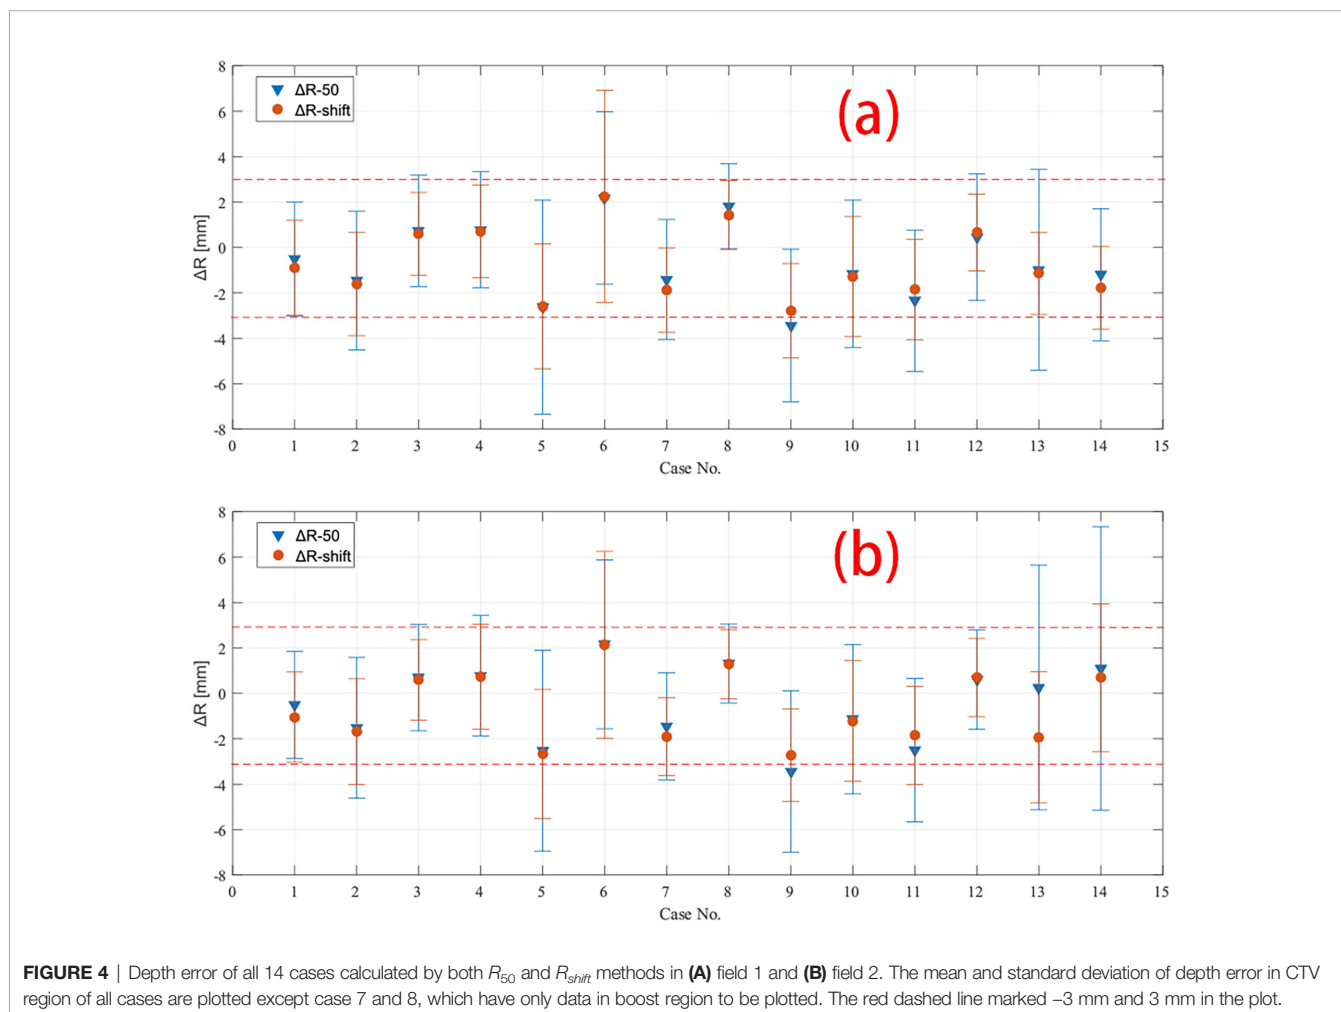 8
6
4
2
0
-2
-4
-6
-8
ΔR [mm]
ΔR-50
ΔR-shift
(a)
0 1 2 3 4 5 6 7 8 9 10 11 12 13 14 15
Case No.
8
6
4
2
0
-2
-4
-6
-8
ΔR [mm]
ΔR-50
ΔR-shift
(b)
0 1 2 3 4 5 6 7 8 9 10 11 12 13 14 15
Case No.
FIGURE 4 | Depth error of all 14 cases calculated by both R50 and Rshift methods in (A) field 1 and (B) field 2. The mean and standard deviation of depth error in CTV
region of all cases are plotted except case 7 and 8, which have only data in boost region to be plotted. The red dashed line marked –3 mm and 3 mm in the plot.